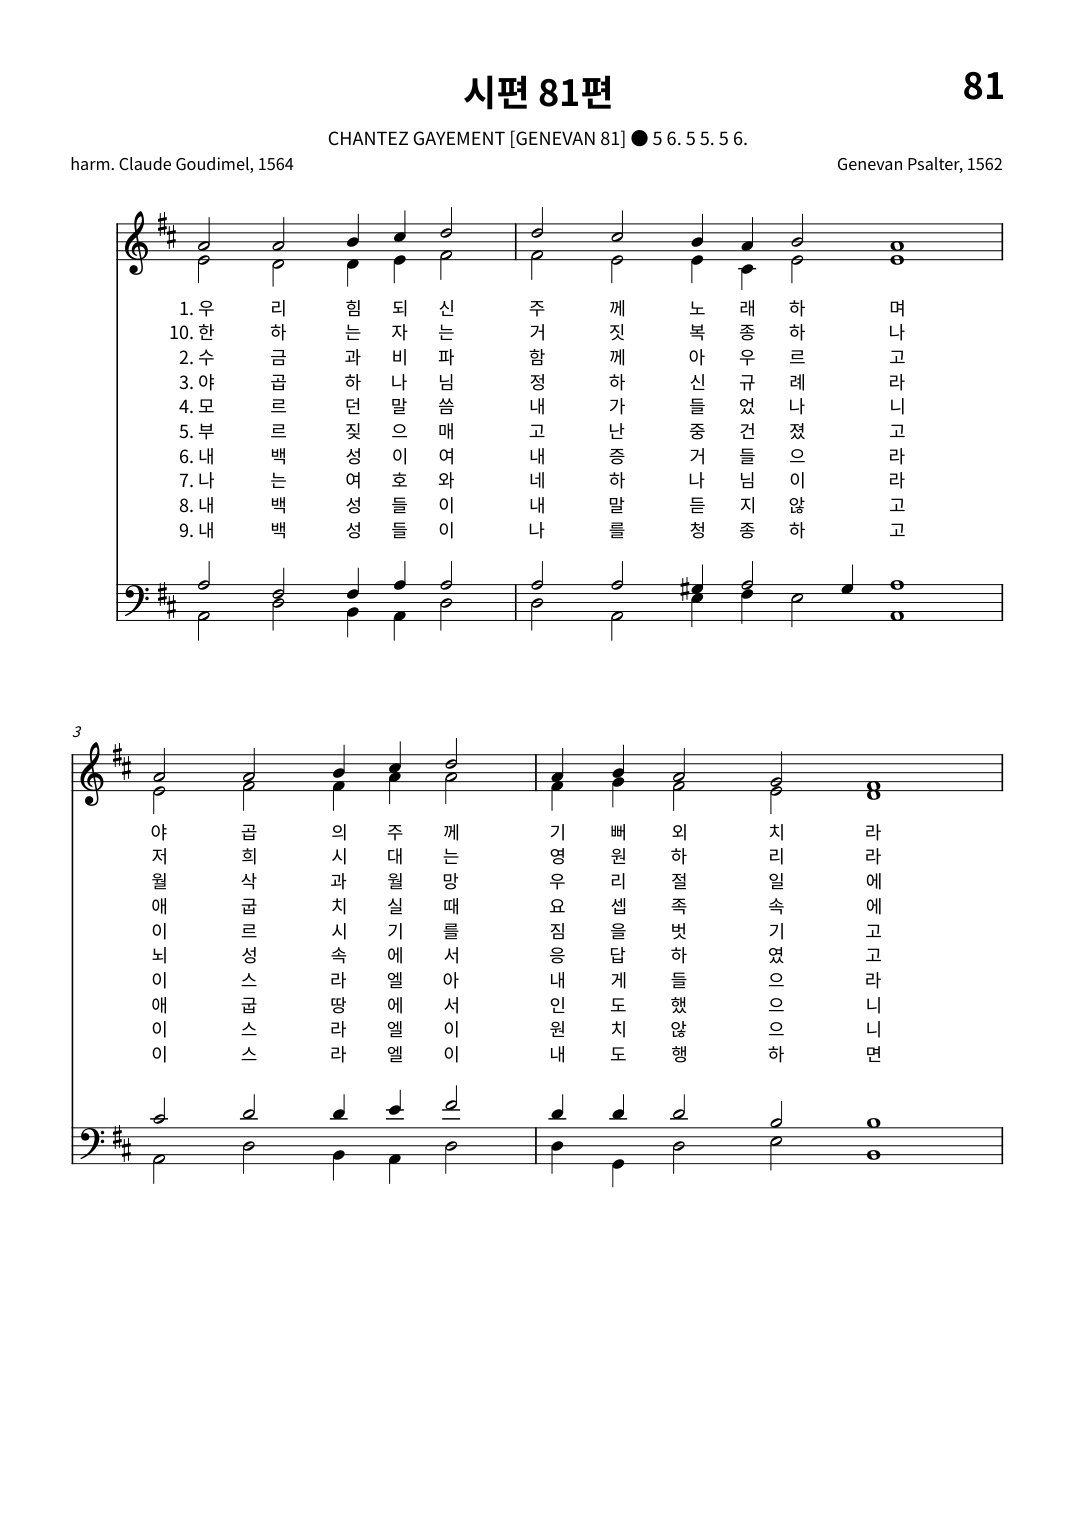 시편 81편
81
CHANTEZ GAYEMENT [GENEVAN 81] ● 5 6. 5 5. 5 6.
harm. Claude Goudimel, 1564
Genevan Psalter, 1562
1. 우 리 힘 되 신 주 께 노 래 하 며
10. 한 하 는 자 는 거 짓 복 종 하 나
2. 수 금 과 비 파 함 께 아 우 르 고
3. 야 곱 하 나 님 정 하 신 규 례 라
4. 모 르 던 말 씀 내 가 들 었 나 니
5. 부 르 짖 으 매 고 난 중 건 졌 고
6. 내 백 성 이 여 내 증 거 들 으 라
7. 나 는 여 호 와 네 하 나 님 이 라
8. 내 백 성 들 이 내 말 듣 지 않 고
9. 내 백 성 들 이 나 를 청 종 하 고
3
야 곱 의 주 께 기 뻐 외 치 라
저 희 시 대 는 영 원 하 리 라
월 삭 과 월 망 우 리 절 일 에
애 굽 치 실 때 요 셉 족 속 에
이 르 시 기 를 짐 을 벗 기 고
뇌 성 속 에 서 응 답 하 였 고
이 스 라 엘 아 내 게 들 으 라
애 굽 땅 에 서 인 도 했 으 니
이 스 라 엘 이 원 치 않 으 니
이 스 라 엘 이 내 도 행 하 면